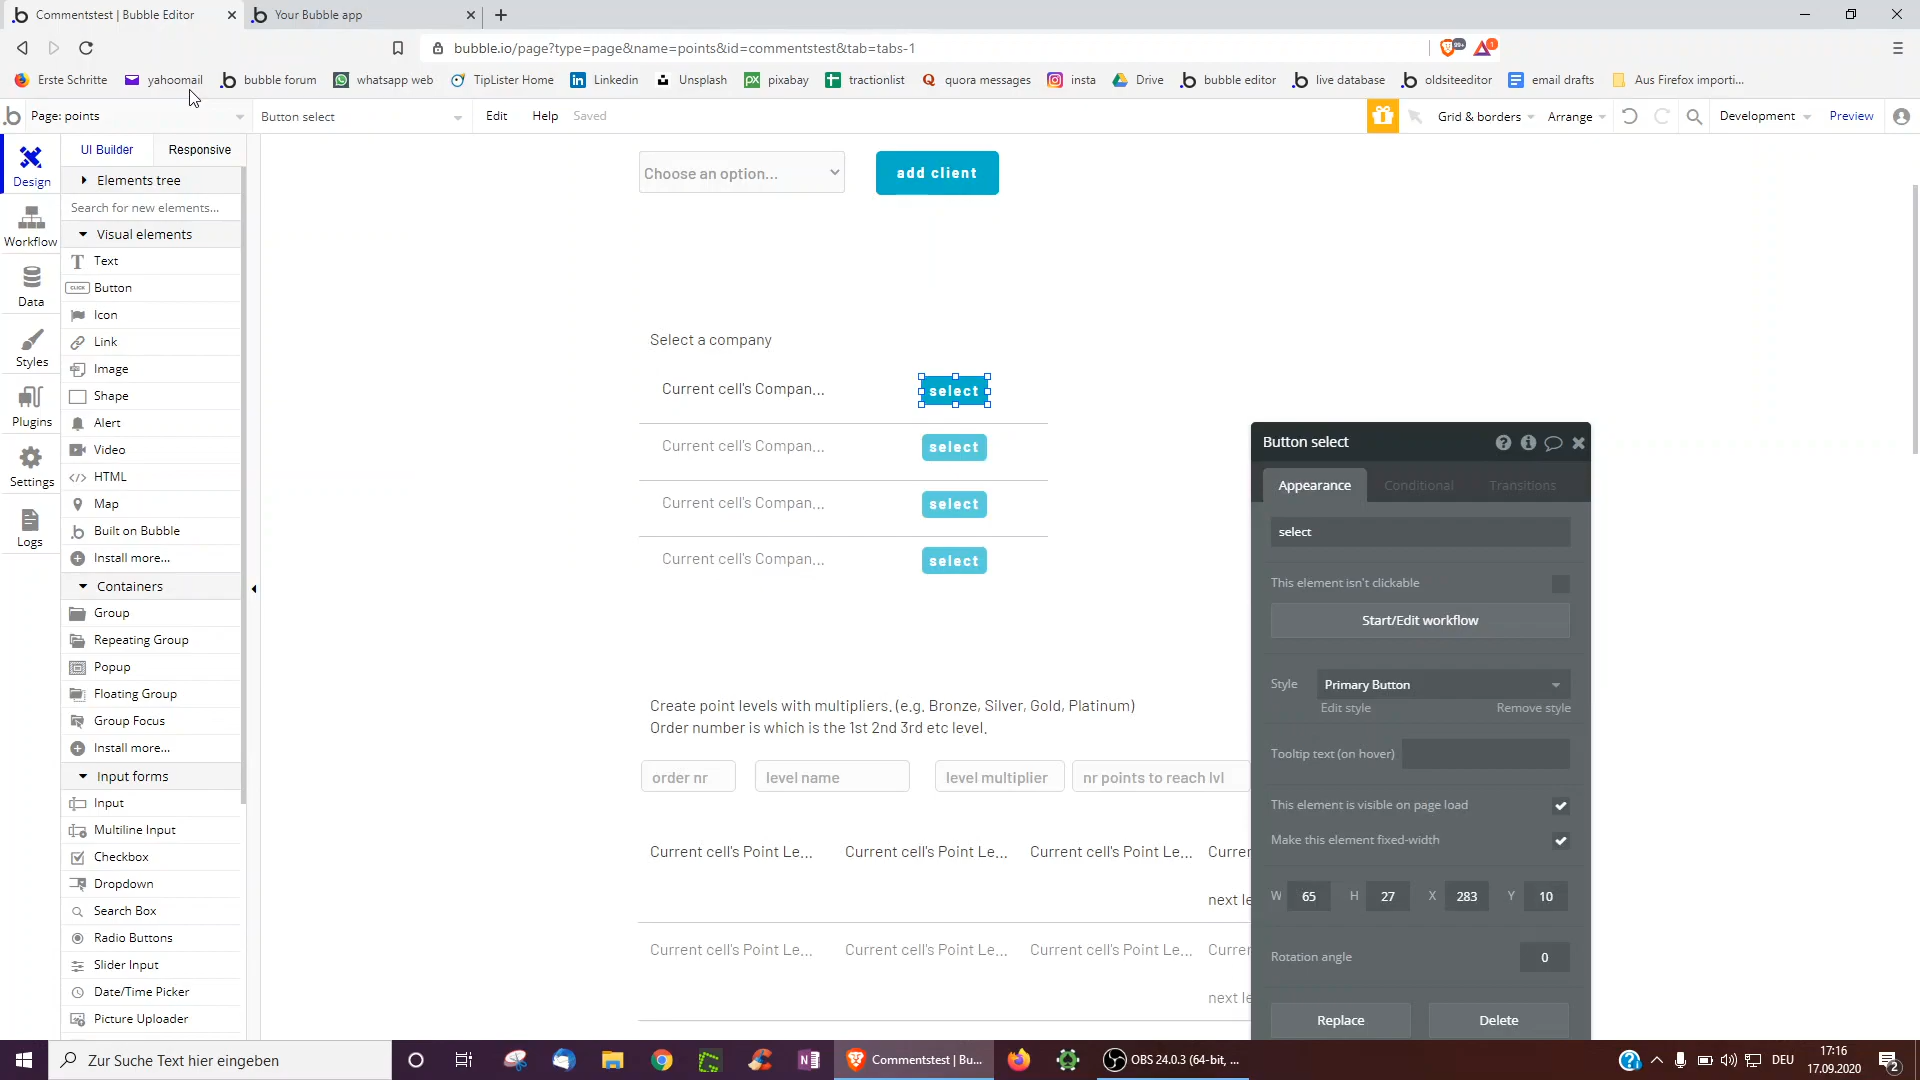 Commentstest | Bubble Editor
Your Bubble app
bubble.io/page?type=page&name=points&id=commentstest&tab=tabs-1
99+
1
Erste Schritte
yahoomail
bubble forum
whatsapp web
TipLister Home
Linkedin
Unsplash
pixabay
tractionlist
quora messages
insta
Drive
bubble editor
live database
oldsiteeditor
email drafts
Aus Firefox importi...
Page: points
Button select
Edit
Help
Saved
Grid & borders
Arrange
Development
Preview
Design
Workflow
Data
Styles
Plugins
Settings
Logs
UI Builder
Responsive
Elements tree
Search for new elements...
Visual elements
Text
CLICK
Button
Icon
Link
Image
Shape
Alert
Video
HTML
Map
Built on Bubble
Install more...
Containers
Group
Repeating Group
Popup
Floating Group
Group Focus
Install more...
Input forms
Input
Multiline Input
Checkbox
Dropdown
Search Box
Radio Buttons
Slider Input
Date/Time Picker
Picture Uploader
Choose an option...
add client
Select a company
Current cell's Compan...
select
Current cell's Compan...
select
Current cell's Compan...
select
Current cell's Compan...
select
Create point levels with multipliers. (e.g. Bronze, Silver, Gold, Platinum)
Order number is which is the 1st 2nd 3rd etc level.
order nr
level name
level multiplier
nr points to reach lvl
Current cell's Point Le...
Current cell's Point Le...
Current cell's Point Le...
Curren
next le
Current cell's Point Le...
Current cell's Point Le...
Current cell's Point Le...
Curren
next le
Button select
Appearance
Conditional
Transitions
select
This element isn't clickable
Start/Edit workflow
Style
Primary Button
Edit style
Remove style
Tooltip text (on hover)
This element is visible on page load
Make this element fixed-width
W
65
H
27
X
283
Y
10
Rotation angle
0
Replace
Delete
Zur Suche Text hier eingeben
Commentstest | Bu...
OBS 24.0.3 (64-bit, ...
DEU
17:16
17.09.2020
2